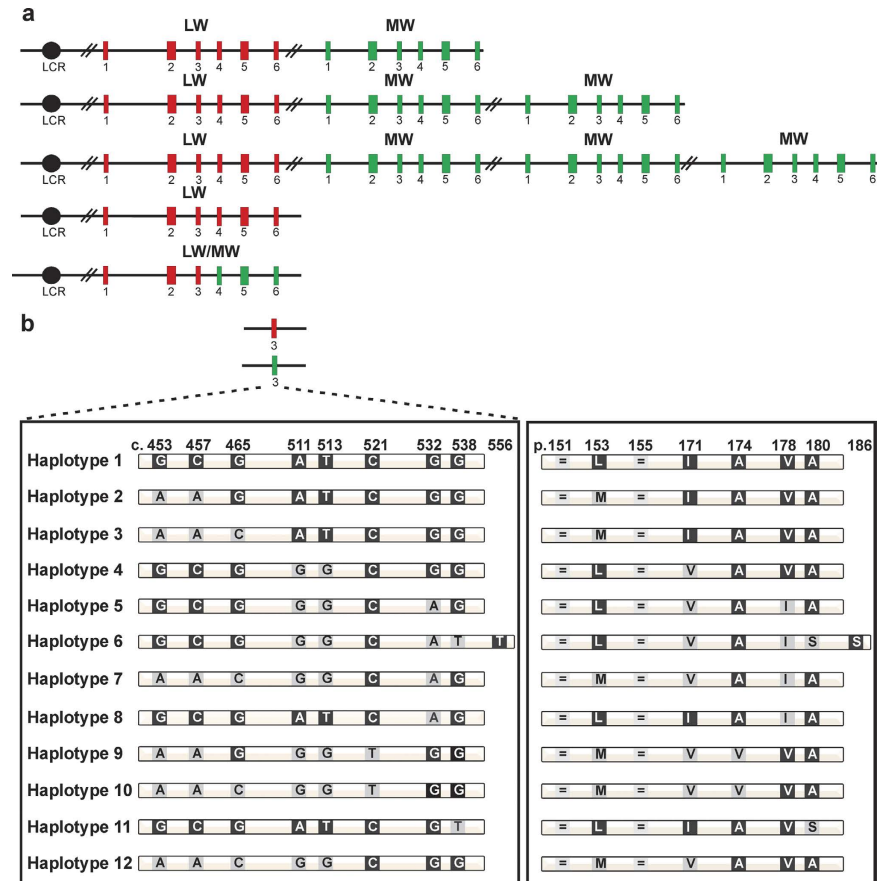 a
LW MW
LCR 1 2 3 4 5 6 1 2 3 4 5 6
LW MW MW
LCR 1 2 3 4 5 6 1 2 3 4 5 6 1 2 3 4 5 6
LW MW MW MW
LCR 1 2 3 4 5 6 1 2 3 4 5 6 1 2 3 4 5 6 1 2 3 4 5 6
LW
LCR 1 2 3 4 5 6
LW/MW
LCR 1 2 3 4 5 6
b
3
3
c. 453 457 465 511 513 521 532 538 556 p.151 153 155 171 174 178 180 186
Haplotype 1 G C G A T C G G = L = I A V A
Haplotype 2 A A G A T C G G = M = I A V A
Haplotype 3 A A C A T C G G = M = I A V A
Haplotype 4 G C G G G C G G = L = V A V A
Haplotype 5 G C G G G C A G = L = V A I A
Haplotype 6 G C G G G C A T T = L = V A I S S
Haplotype 7 A A C G G C A G = M = V A I A
Haplotype 8 G C G A T C A G = L = I A I A
Haplotype 9 A A G G G T G G = M = V V V A
Haplotype 10 A A C G G T G G = M = V V V A
Haplotype 11 G C G A T C G T = L = I A V S
Haplotype 12 A A C G G C G G = M = V A V A